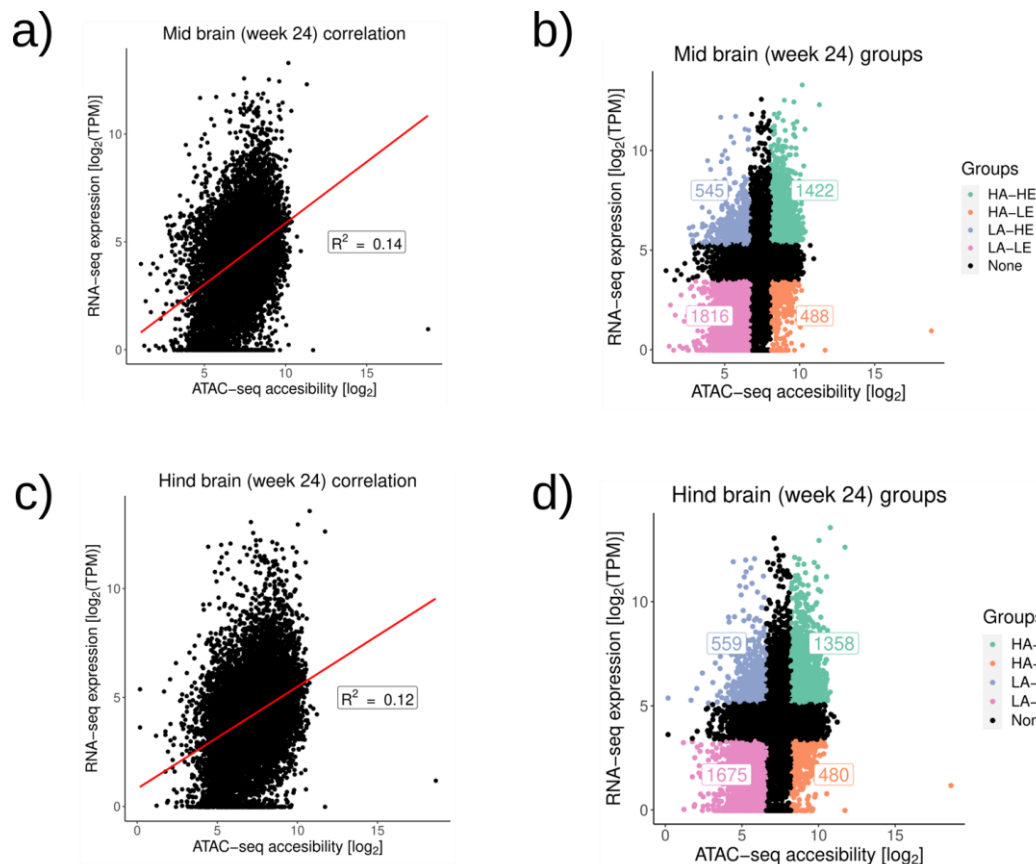 a)
Mid brain (week 24) correlation
RNA−seq expression [log2(TPM)]
10
5
0
R2 = 0.14
5
10
15
ATAC−seq accesibility [log2]
b)
Mid brain (week 24) groups
RNA−seq expression [log2(TPM)]
10
5
0
545
1422
1816
488
5
10
15
ATAC−seq accesibility [log2]
Groups
HA−HE
HA−LE
LA−HE
LA−LE
None
c)
Hind brain (week 24) correlation
RNA−seq expression [log2(TPM)]
10
5
0
R2 = 0.12
0
5
10
15
ATAC−seq accesibility [log2]
d)
Hind brain (week 24) groups
RNA−seq expression [log2(TPM)]
10
5
0
559
1358
1675
480
0
5
10
15
ATAC−seq accesibility [log2]
Groups
HA−
HA−
LA−
LA−